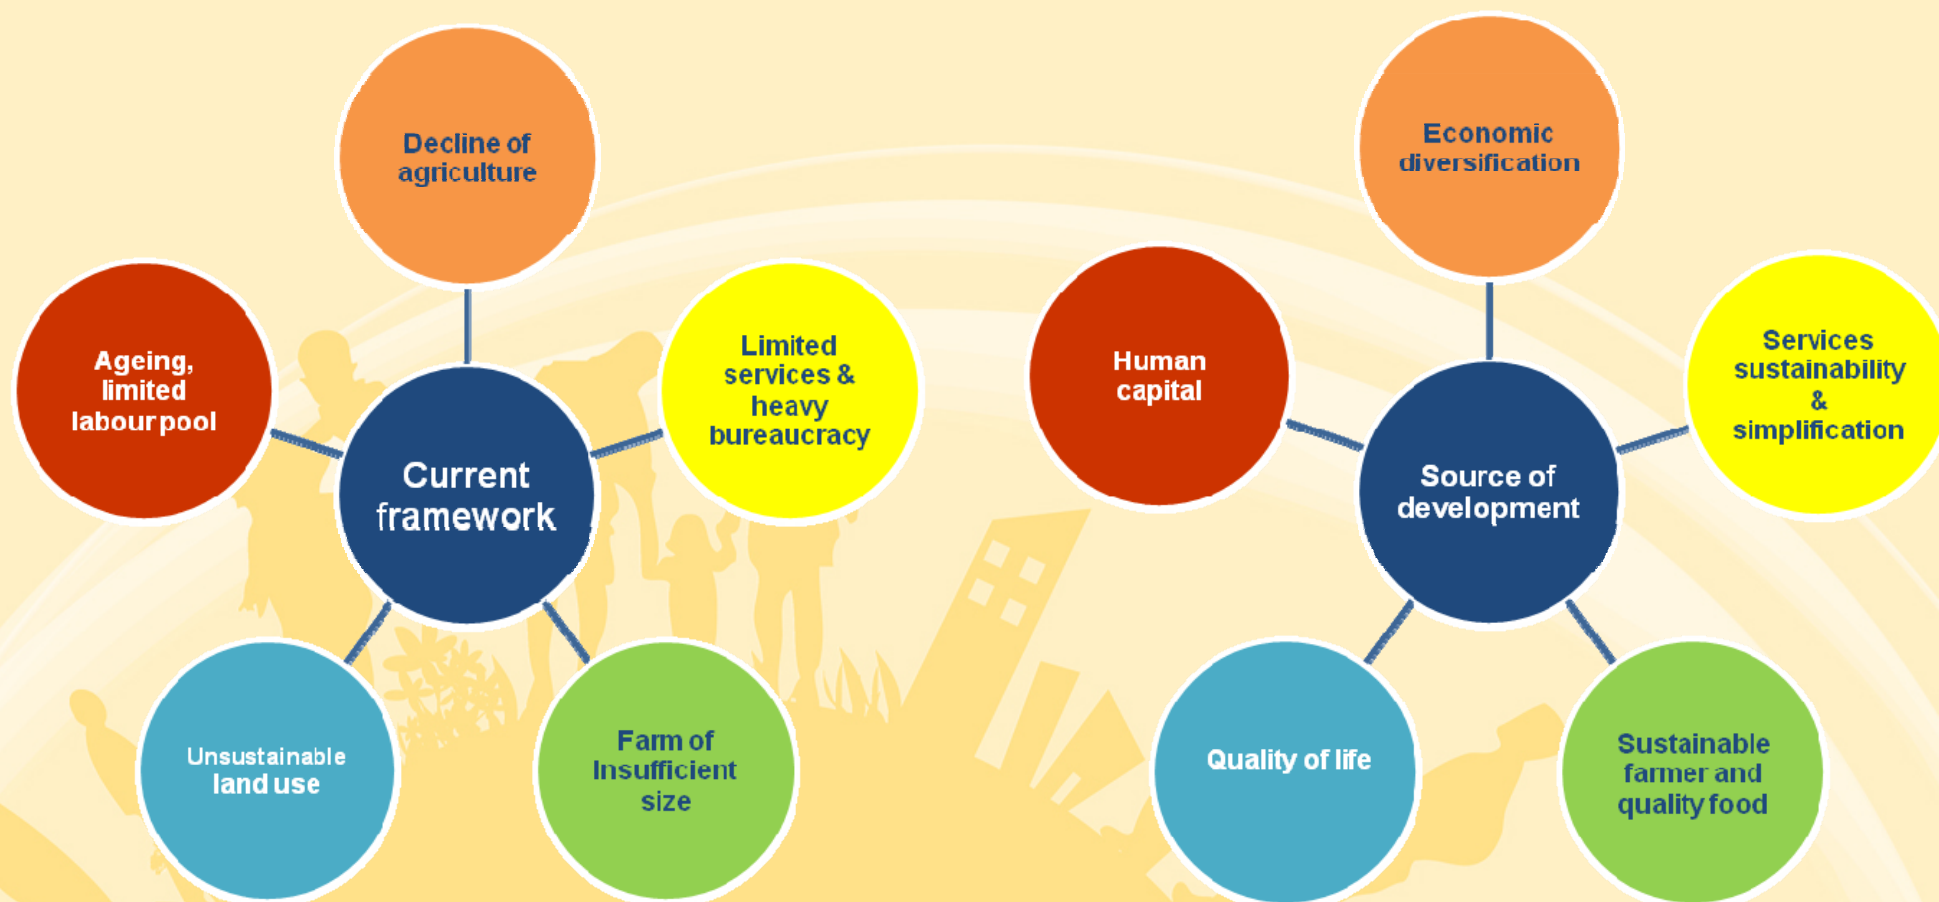 Decline of
agriculture
Ageing,
limited
labour pool
Limited
services &
heavy
bureaucracy
Current
framework
Unsustainable
land use
Farm of
Insufficient
size
Economic
diversification
Human
capital
Services
sustainability
&
simplification
Source of
development
Quality of life
Sustainable
farmer and
quality food